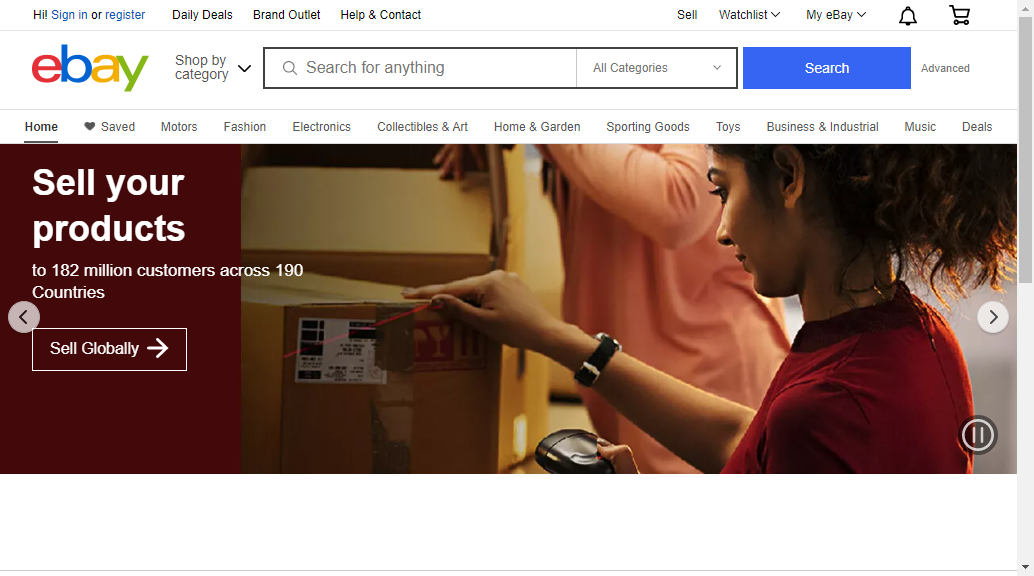 Hi! Sign in or register
Daily Deals
Brand Outlet
Help & Contact
Sell
Watchlist
My eBay
ebay
Shop by
category
Search for anything
All Categories
Search
Advanced
Home
Saved
Motors
Fashion
Electronics
Collectibles & Art
Home & Garden
Sporting Goods
Toys
Business & Industrial
Music
Deals
Sell your
products
to 182 million customers across 190
Countries
Sell Globally